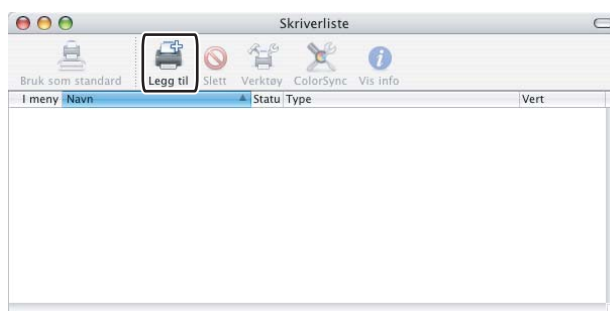 Skriverliste
Bruk som standard Legg til Slett Verktøy ColorSync Vis info
I meny Navn Statu Type Vert